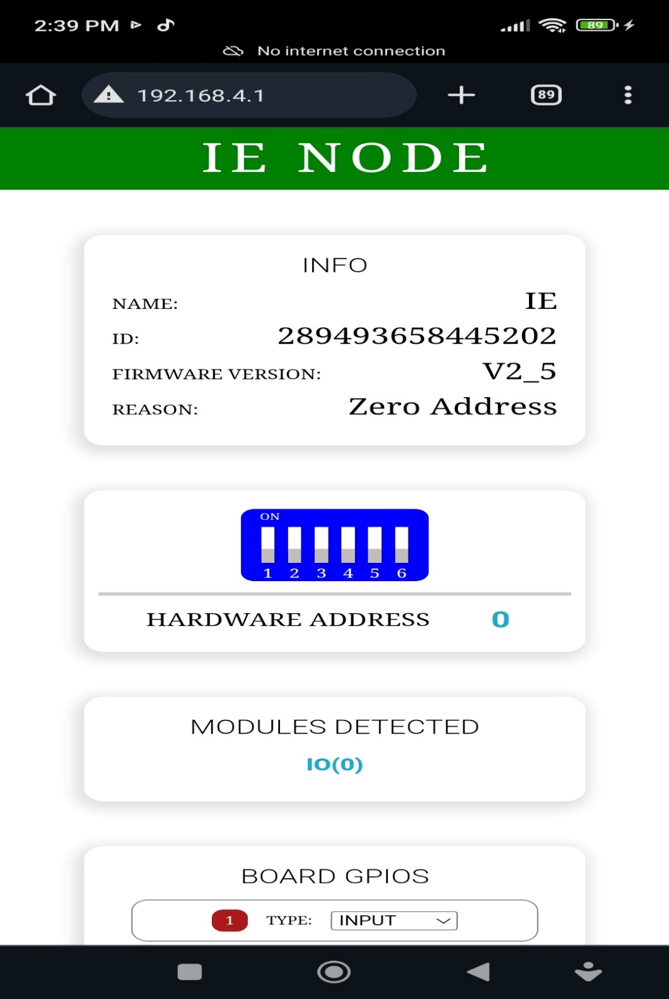 2:39 PM
89
No internet connection
192.168.4.1
89
IE NODE
INFO
NAME: IE
ID: 289493658445202
FIRMWARE VERSION: V2_5
REASON: Zero Address
ON
1 2 3 4 5 6
HARDWARE ADDRESS 0
MODULES DETECTED
IO(0)
BOARD GPIOS
1 TYPE: INPUT